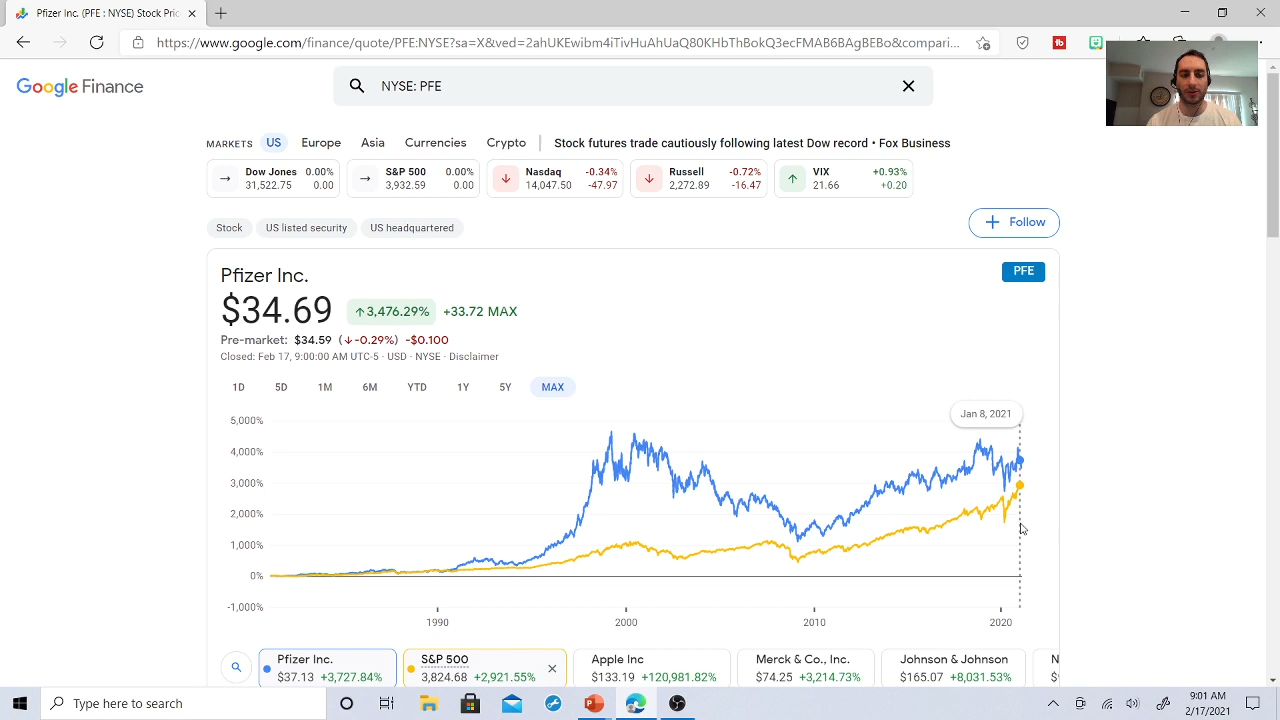 Pfizer Inc. (PFE : NYSE) Stock Pric
https://www.google.com/finance/quote/PFE:NYSE?sa=X&ved=2ahUKEwibm4iTivHuAhUaQ80KHbThBokQ3ecFMAB6BAgBEBo&compari...
Google Finance
NYSE: PFE
MARKETS US Europe Asia Currencies Crypto Stock futures trade cautiously following latest Dow record • Fox Business
Dow Jones 0.00% S&P 500 0.00% Nasdaq -0.34% Russell -0.72% VIX +0.93%
31,522.75 0.00 3,932.59 0.00 14,047.50 -47.97 2,272.89 -16.47 21.66 +0.20
Stock US listed security US headquartered
+ Follow
Pfizer Inc.
PFE
$34.69 ↑3,476.29% +33.72 MAX
Pre-market: $34.59 (↓-0.29%) -$0.100
Closed: Feb 17, 9:00:00 AM UTC-5 · USD · NYSE · Disclaimer
1D 5D 1M 6M YTD 1Y 5Y MAX
Jan 8, 2021
5,000%
4,000%
3,000%
2,000%
1,000%
0%
-1,000%
1990 2000 2010 2020
Pfizer Inc. S&P 500 Apple Inc Merck & Co., Inc. Johnson & Johnson N
$37.13 +3,727.84% 3,824.68 +2,921.55% $133.19 +120,981.82% $74.25 +3,214.73% $165.07 +8,031.53%
Type here to search
9:01 AM
2/17/2021